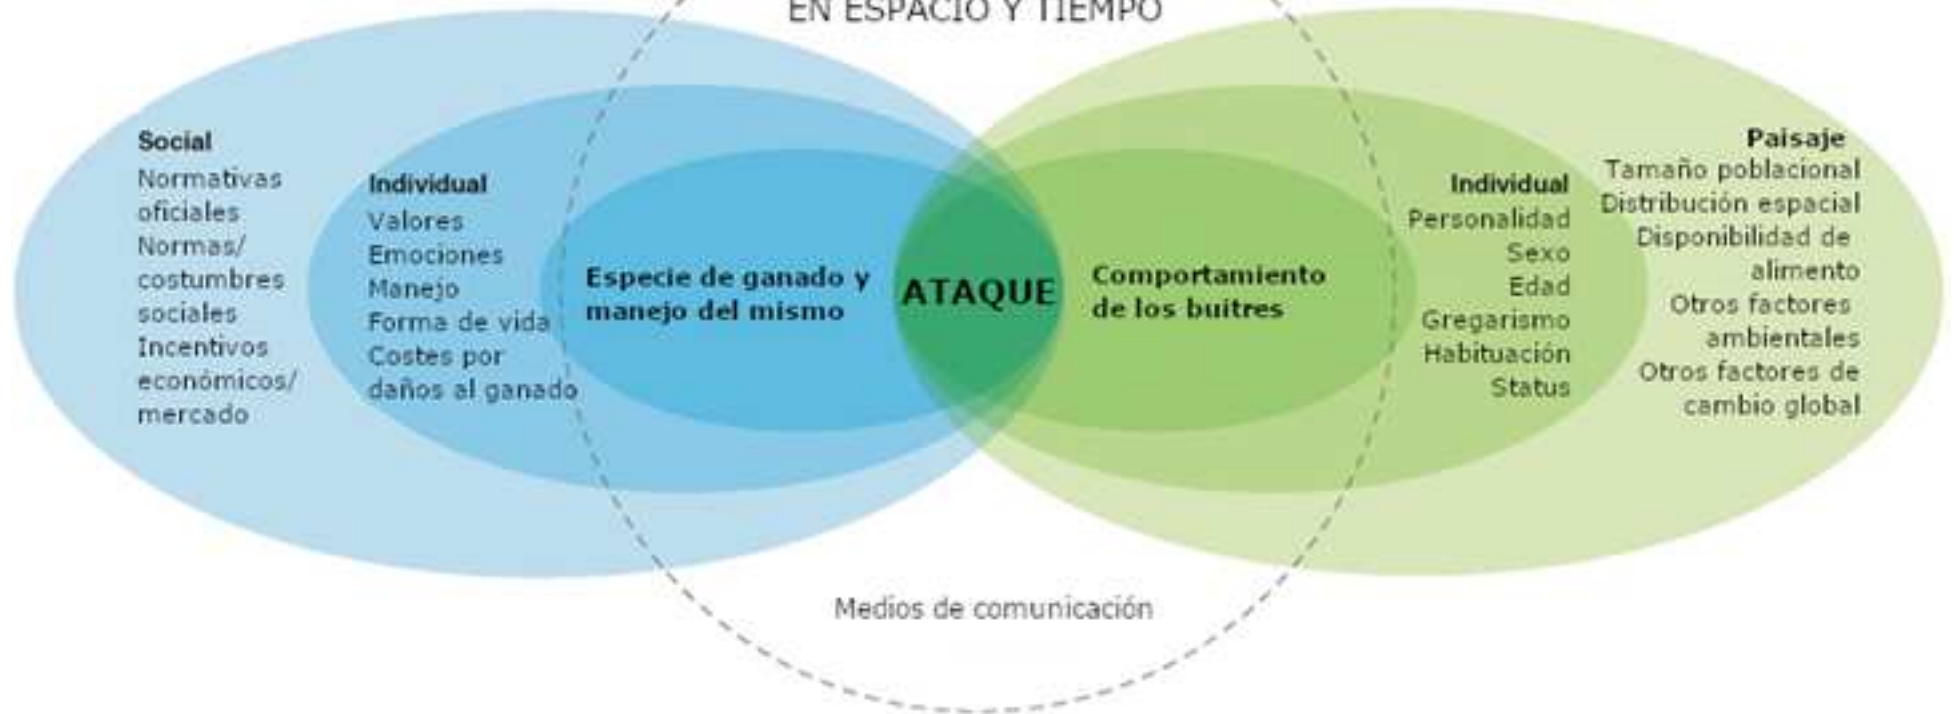 EN ESPACIO Y TIEMPO
Social
Normativas
oficiales
Normas/
costumbres
sociales
Incentivos
económicos/
mercado
Individual
Valores
Emociones
Manejo
Forma de vida
Costes por
daños al ganado
Especie de ganado y
manejo del mismo
ATAQUE
Comportamiento
de los buitres
Individual
Personalidad
Sexo
Edad
Gregarismo
Habituación
Status
Paisaje
Tamaño poblacional
Distribución espacial
Disponibilidad de
alimento
Otros factores
ambientales
Otros factores de
cambio global
Medios de comunicación